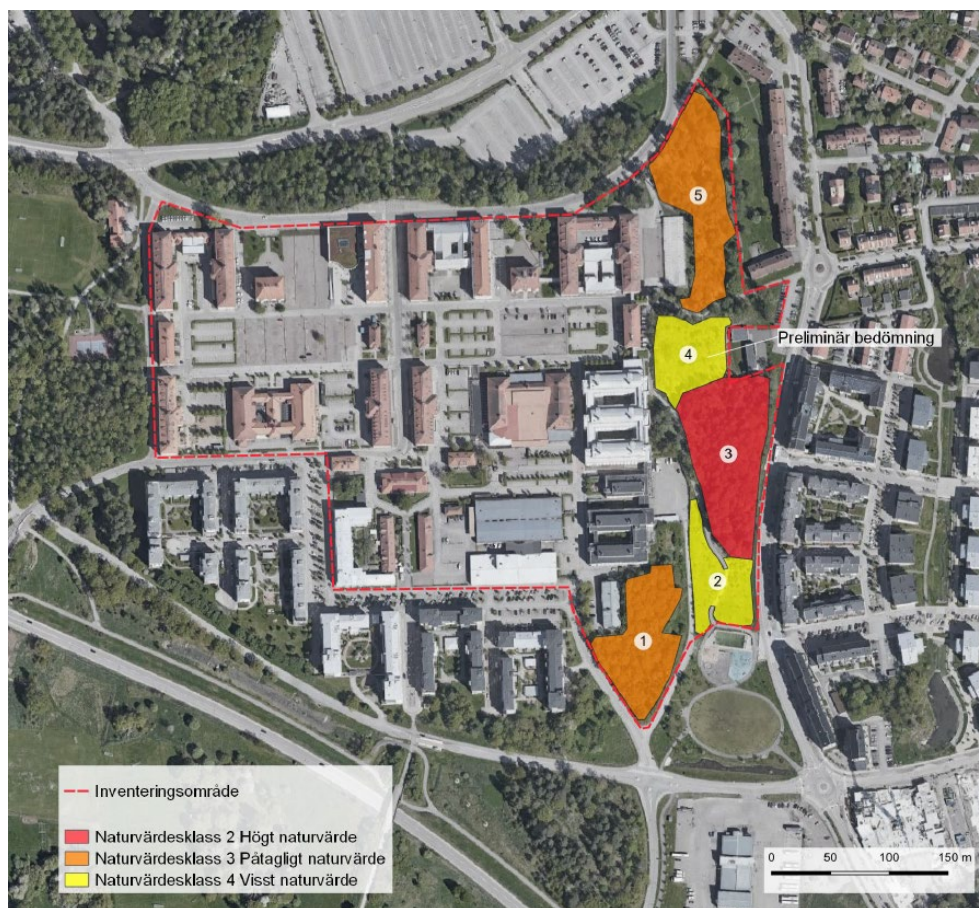 5
4
Preliminär bedömning
3
2
1
Inventeringsområde
Naturvärdesklass 2 Högt naturvärde
Naturvärdesklass 3 Påtagligt naturvärde
Naturvärdesklass 4 Visst naturvärde
0 50 100 150 m